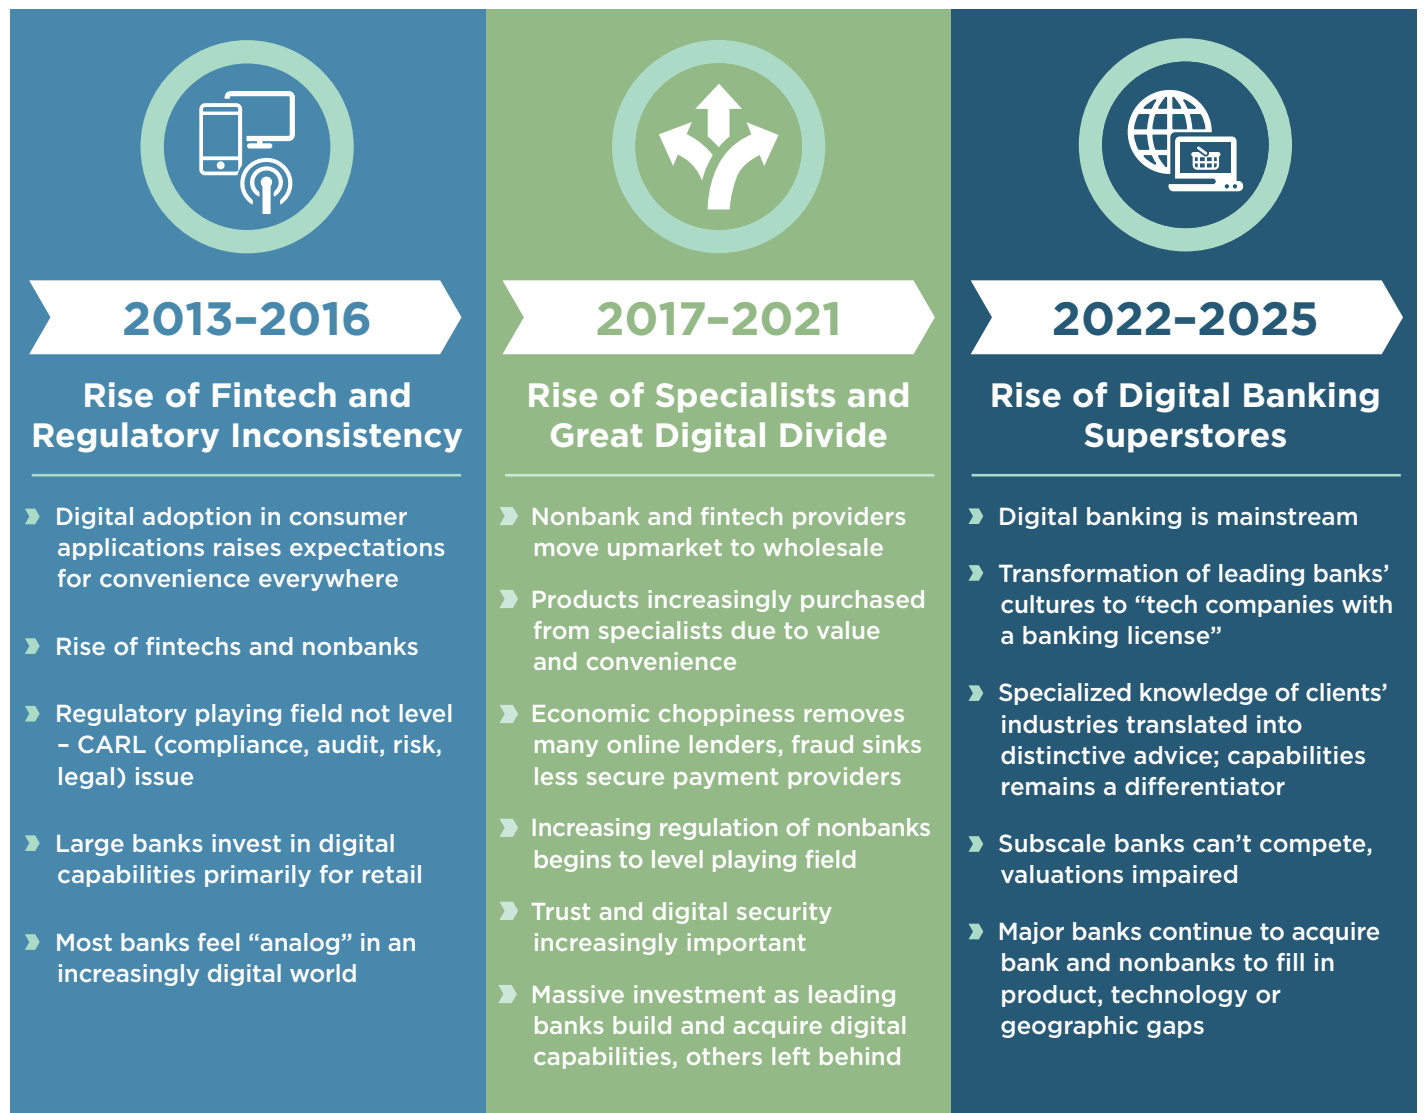 2013–2016
Rise of Fintech and
Regulatory Inconsistency
Digital adoption in consumer
applications raises expectations
for convenience everywhere
Rise of fintechs and nonbanks
Regulatory playing field not level
– CARL (compliance, audit, risk,
legal) issue
Large banks invest in digital
capabilities primarily for retail
Most banks feel “analog” in an
increasingly digital world
2017–2021
Rise of Specialists and
Great Digital Divide
Nonbank and fintech providers
move upmarket to wholesale
Products increasingly purchased
from specialists due to value
and convenience
Economic choppiness removes
many online lenders, fraud sinks
less secure payment providers
Increasing regulation of nonbanks
begins to level playing field
Trust and digital security
increasingly important
Massive investment as leading
banks build and acquire digital
capabilities, others left behind
2022–2025
Rise of Digital Banking
Superstores
Digital banking is mainstream
Transformation of leading banks’
cultures to “tech companies with
a banking license”
Specialized knowledge of clients’
industries translated into
distinctive advice; capabilities
remains a differentiator
Subscale banks can’t compete,
valuations impaired
Major banks continue to acquire
bank and nonbanks to fill in
product, technology or
geographic gaps